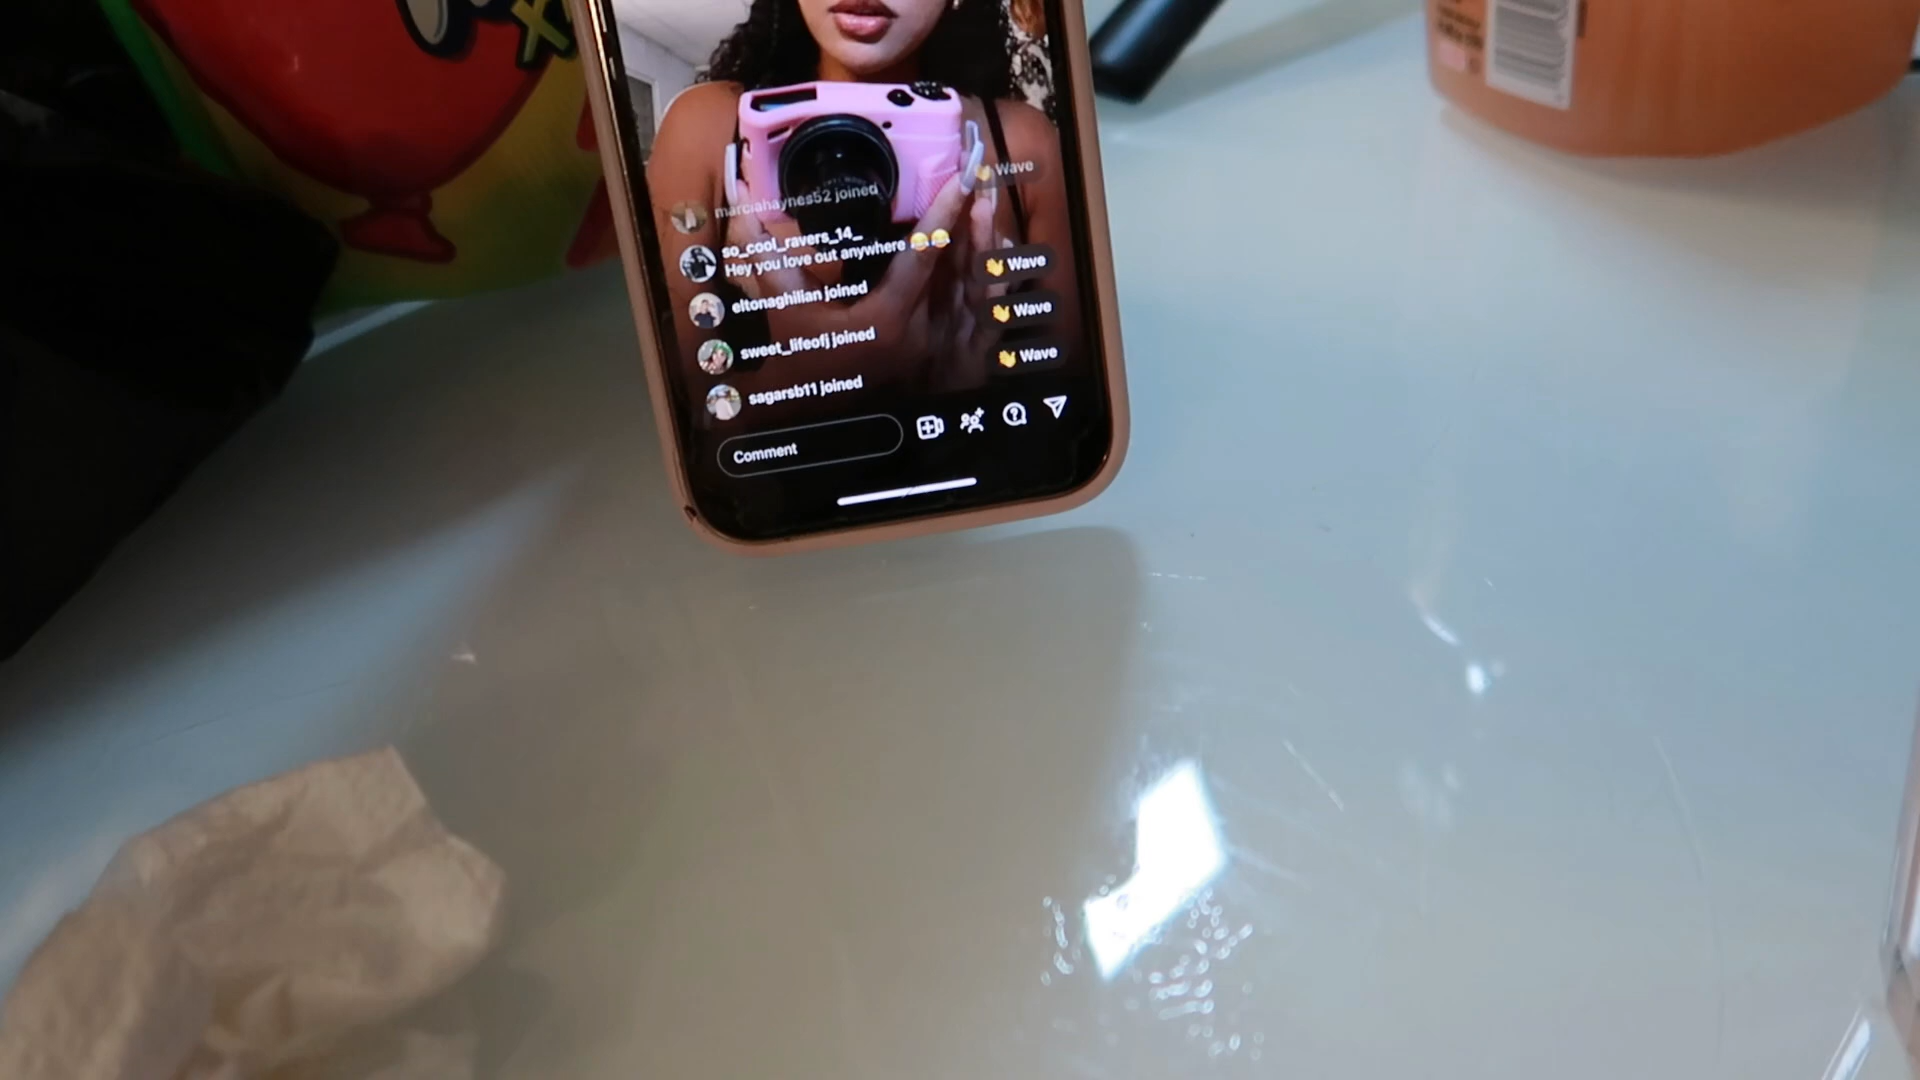 Wave
marciahaynes52 joined
so_cool_ravers_14_
Hey you love out anywhere 😂😂
👋 Wave
eltonaghilian joined
👋 Wave
sweet_lifeofj joined
👋 Wave
sagarsb11 joined
Comment